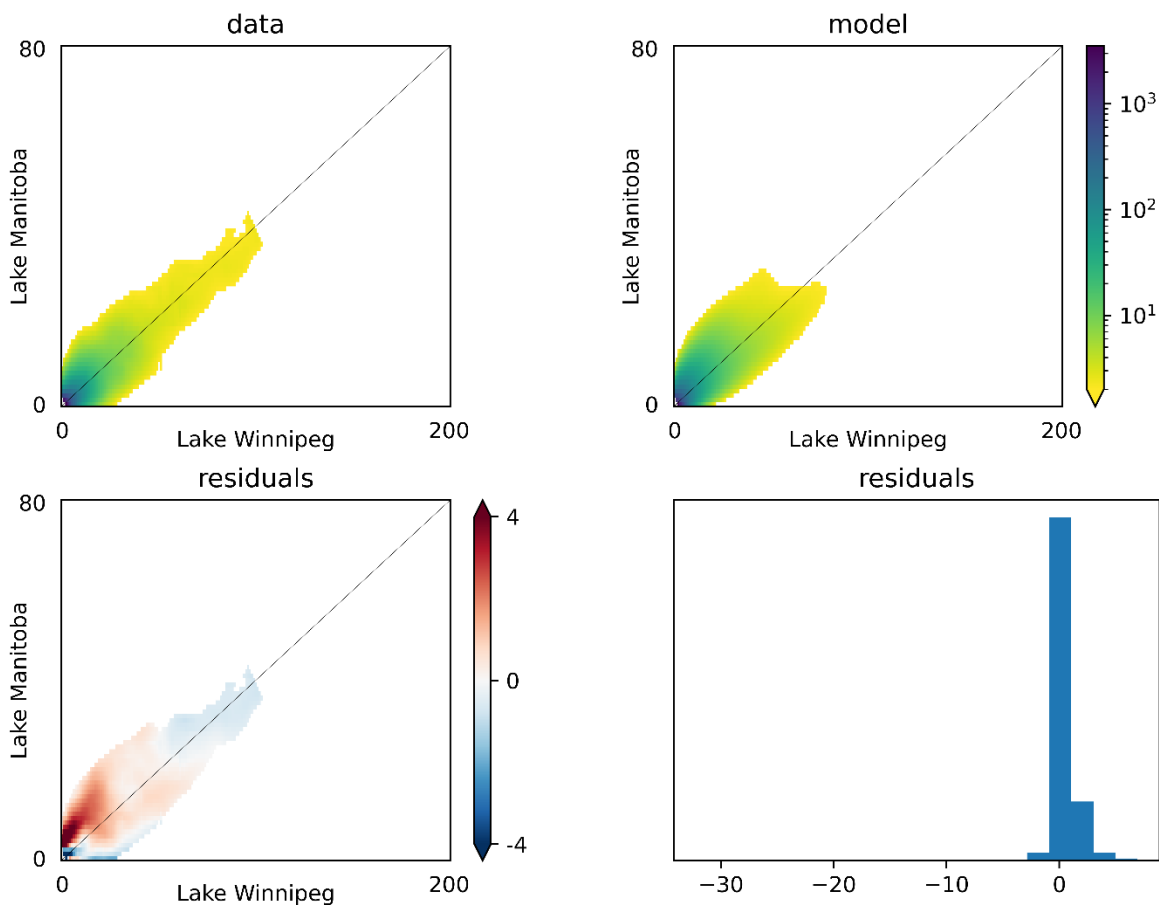 data
80
Lake Manitoba
0
0
Lake Winnipeg
200
model
80
Lake Manitoba
0
0
Lake Winnipeg
200
10³
10²
10¹
residuals
80
Lake Manitoba
0
0
Lake Winnipeg
200
4
0
-4
residuals
−30
−20
−10
0